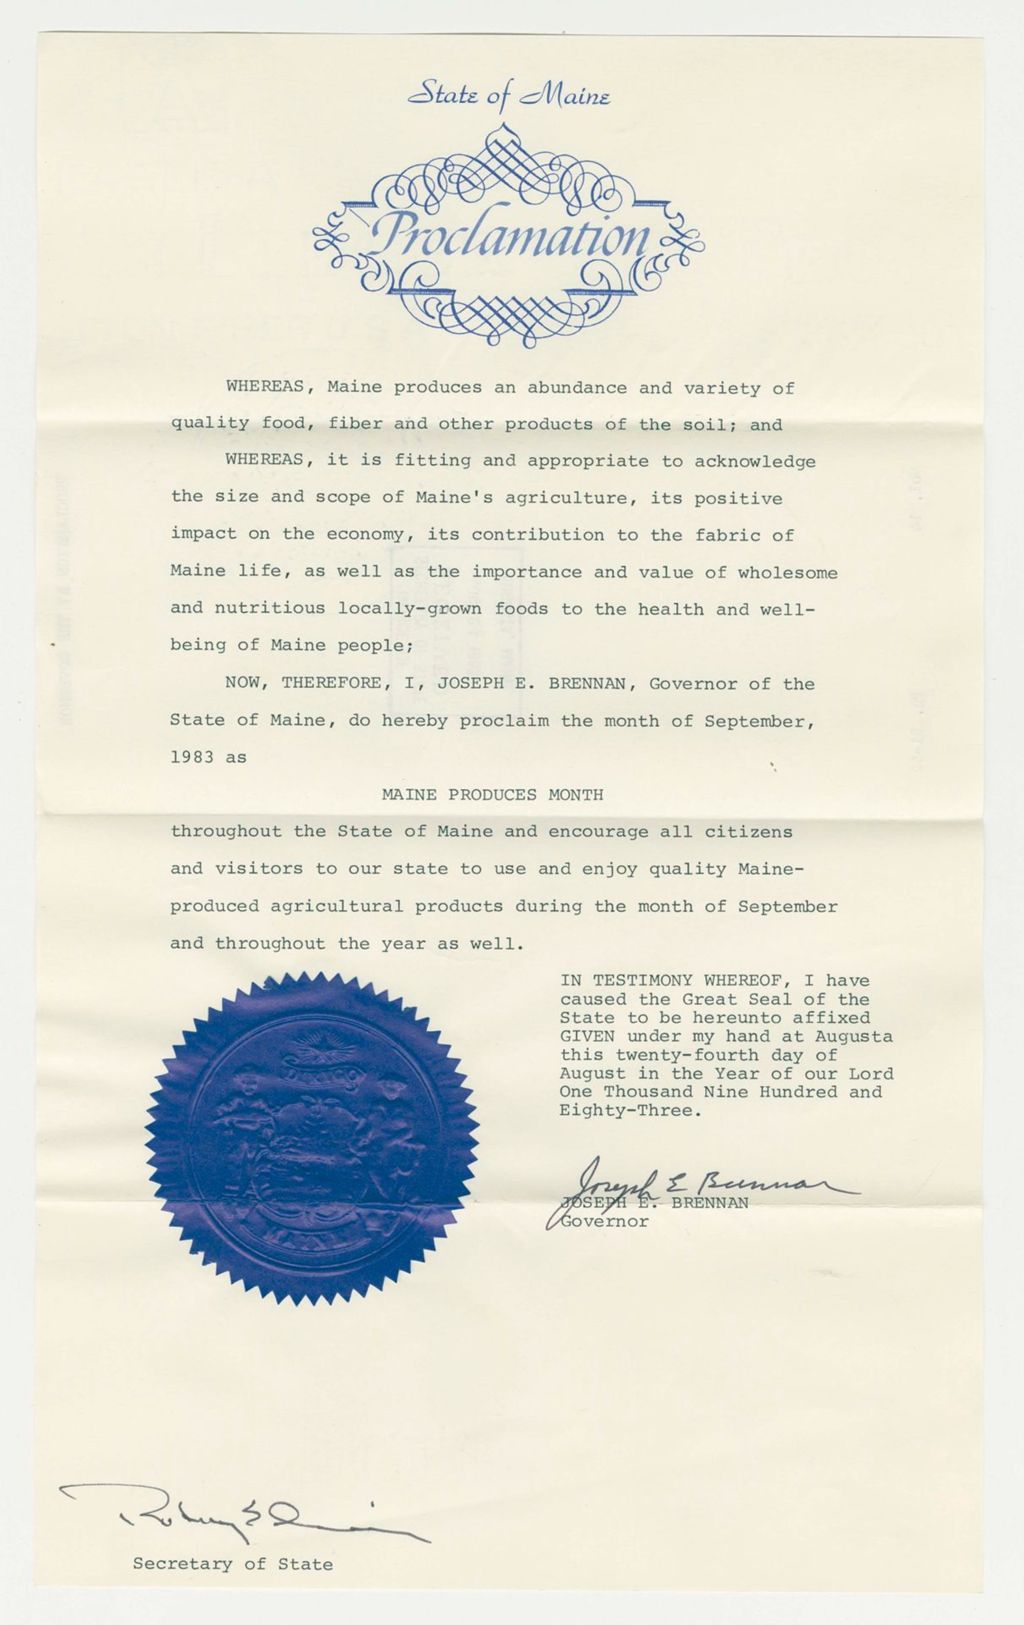 State of Maine
Proclamation
WHEREAS, Maine produces an abundance and variety of
quality food, fiber and other products of the soil; and
WHEREAS, it is fitting and appropriate to acknowledge
the size and scope of Maine's agriculture, its positive
impact on the economy, its contribution to the fabric of
Maine life, as well as the importance and value of wholesome
and nutritious locally-grown foods to the health and well-
being of Maine people;
NOW, THEREFORE, I, JOSEPH E. BRENNAN, Governor of the
State of Maine, do hereby proclaim the month of September,
1983 as
MAINE PRODUCES MONTH
throughout the State of Maine and encourage all citizens
and visitors to our state to use and enjoy quality Maine-
produced agricultural products during the month of September
and throughout the year as well.
IN TESTIMONY WHEREOF, I have
caused the Great Seal of the
State to be hereunto affixed
GIVEN under my hand at Augusta
this twenty-fourth day of
August in the Year of our Lord
One Thousand Nine Hundred and
Eighty-Three.
Joseph E Brennan
JOSEPH E. BRENNAN
Governor
Secretary of State